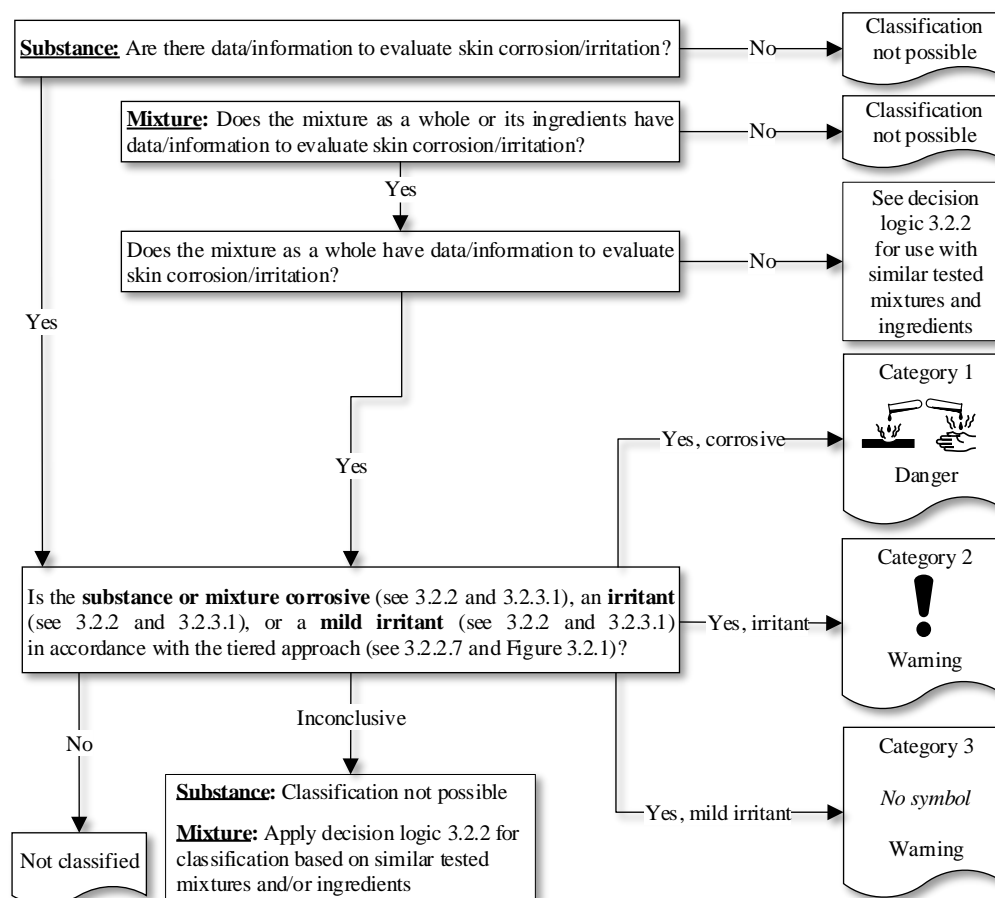 Substance: Are there data/information to evaluate skin corrosion/irritation?
No
Classification
not possible
Mixture: Does the mixture as a whole or its ingredients have
data/information to evaluate skin corrosion/irritation?
No
Classification
not possible
Yes
Does the mixture as a whole have data/information to evaluate
skin corrosion/irritation?
No
See decision
logic 3.2.2
for use with
similar tested
mixtures and
ingredients
Yes
Yes
Category 1
Yes, corrosive
Danger
Is the substance or mixture corrosive (see 3.2.2 and 3.2.3.1), an irritant
(see 3.2.2 and 3.2.3.1), or a mild irritant (see 3.2.2 and 3.2.3.1)
in accordance with the tiered approach (see 3.2.2.7 and Figure 3.2.1)?
Yes, irritant
Category 2
Warning
No
Inconclusive
Yes, mild irritant
Category 3
No symbol
Warning
Not classified
Substance: Classification not possible
Mixture: Apply decision logic 3.2.2 for
classification based on similar tested
mixtures and/or ingredients